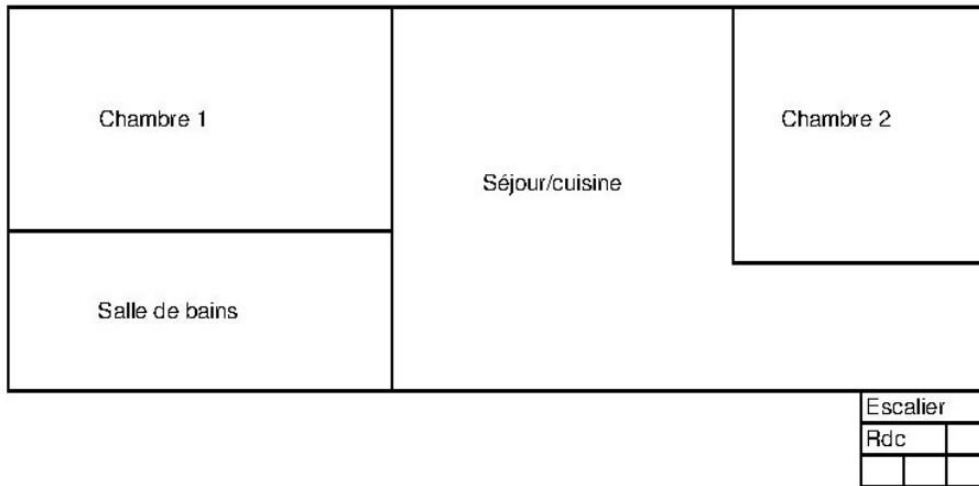 Chambre 1
Chambre 2
Séjour/cuisine
Salle de bains
Escalier
Rdc